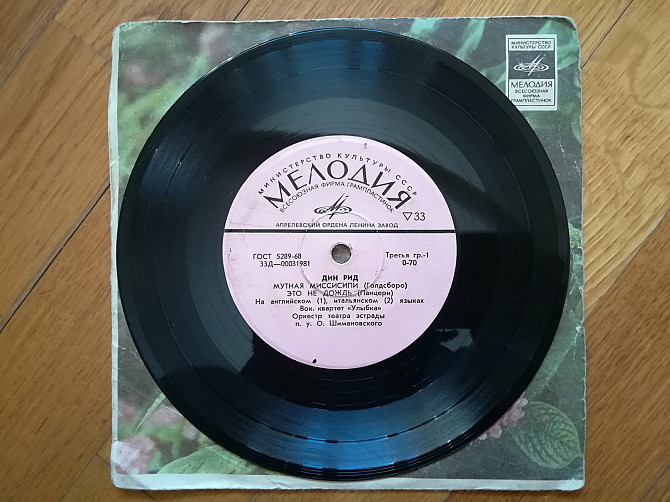 МИНИСТЕРСТВО
КУЛЬТУРЫ СССР
МЕЛОДИЯ
ВСЕСОЮЗНАЯ
ФИРМА
ГРАМПЛАСТИНОК
МИНИСТЕРСТВО КУЛЬТУРЫ СССР
МЕЛОДИЯ
ВСЕСОЮЗНАЯ ФИРМА ГРАМПЛАСТИНОК
▽33
АПРЕЛЕВСКИЙ ОРДЕНА ЛЕНИНА ЗАВОД
ГОСТ 5289-68
33Д—00031981
Третья гр.-1
0-70
ДИН РИД
МУТНАЯ МИССИСИПИ (Голдсборо)
ЭТО НЕ ДОЖДЬ (Панцери)
На английском (1), итальянском (2) языках
Вок. квартет «Улыбка»
Оркестр театра эстрады
п. у. О. Шимановского